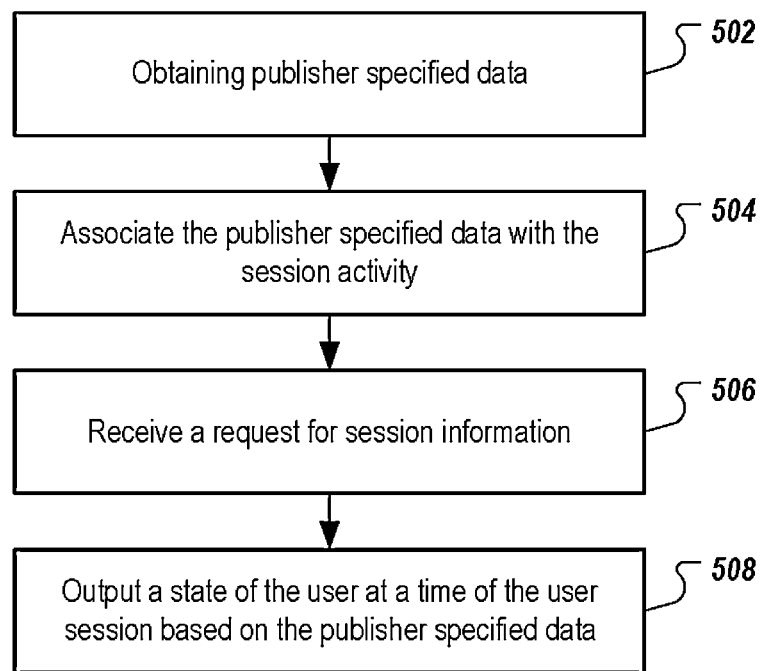 502
Obtaining publisher specified data
504
Associate the publisher specified data with the
session activity
506
Receive a request for session information
508
Output a state of the user at a time of the user
session based on the publisher specified data